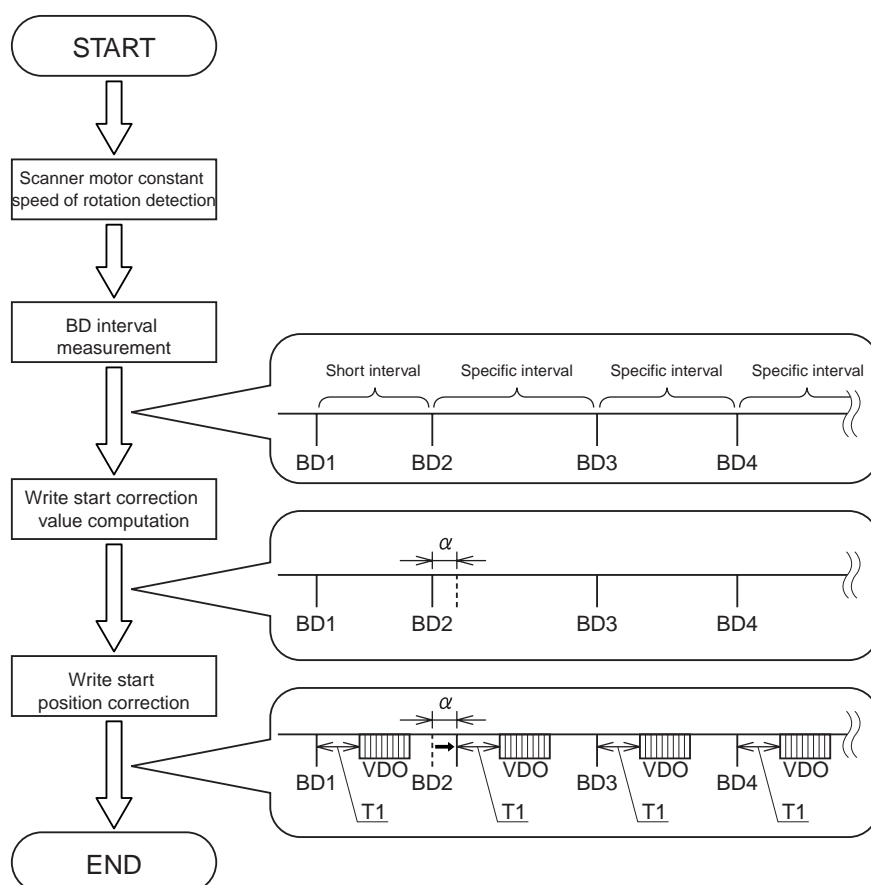 START
Scanner motor constant
speed of rotation detection
BD interval
measurement
Short interval Specific interval Specific interval Specific interval
BD1 BD2 BD3 BD4
Write start correction
value computation
α
BD1 BD2 BD3 BD4
Write start
position correction
α
VDO VDO VDO VDO
BD1 BD2 BD3 BD4
T1 T1 T1 T1
END